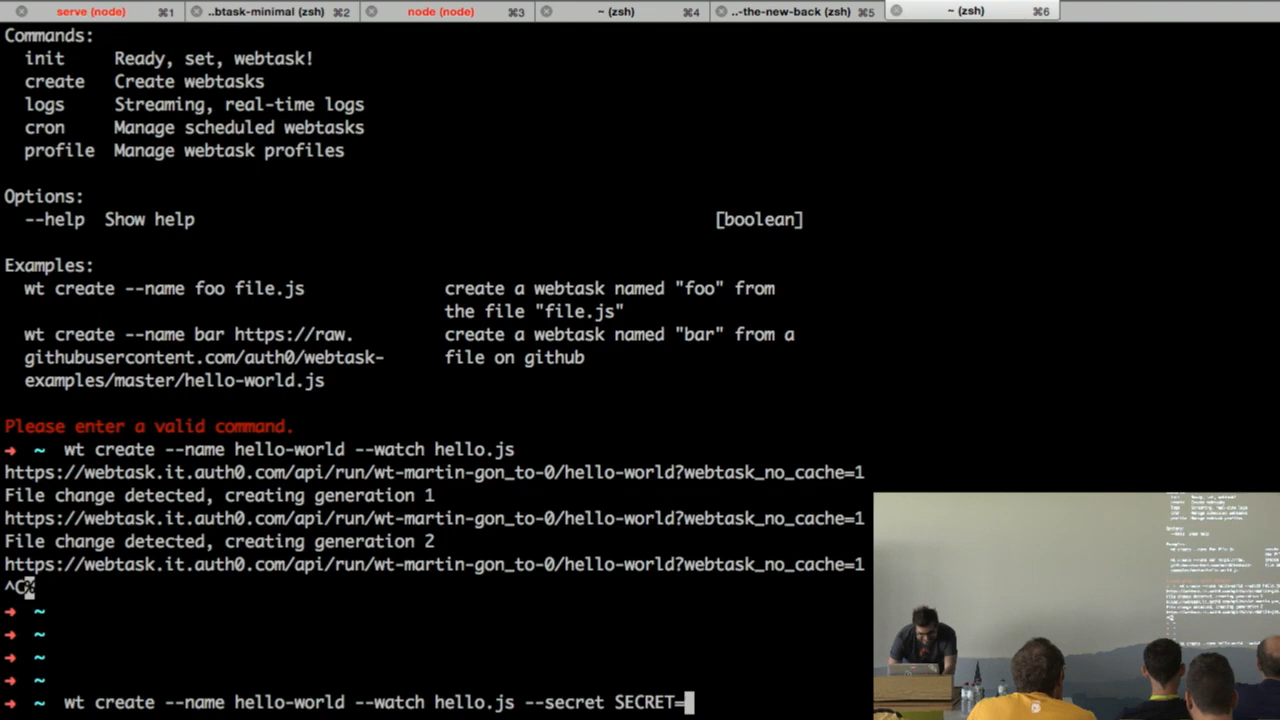 serve (node) ⌘1 ..btask-minimal (zsh) ⌘2 node (node) ⌘3 ~ (zsh) ⌘4 ..-the-new-back (zsh) ⌘5 ~ (zsh) ⌘6
Commands:
init Ready, set, webtask!
create Create webtasks
logs Streaming, real-time logs
cron Manage scheduled webtasks
profile Manage webtask profiles
Options:
--help Show help [boolean]
Examples:
wt create --name foo file.js create a webtask named "foo" from
the file "file.js"
wt create --name bar https://raw. create a webtask named "bar" from a
githubusercontent.com/auth0/webtask- file on github
examples/master/hello-world.js
Please enter a valid command.
➜ ~ wt create --name hello-world --watch hello.js
https://webtask.it.auth0.com/api/run/wt-martin-gon_to-0/hello-world?webtask_no_cache=1
File change detected, creating generation 1
https://webtask.it.auth0.com/api/run/wt-martin-gon_to-0/hello-world?webtask_no_cache=1
File change detected, creating generation 2
https://webtask.it.auth0.com/api/run/wt-martin-gon_to-0/hello-world?webtask_no_cache=1
^C%
➜ ~
➜ ~
➜ ~
➜ ~
➜ ~ wt create --name hello-world --watch hello.js --secret SECRET=